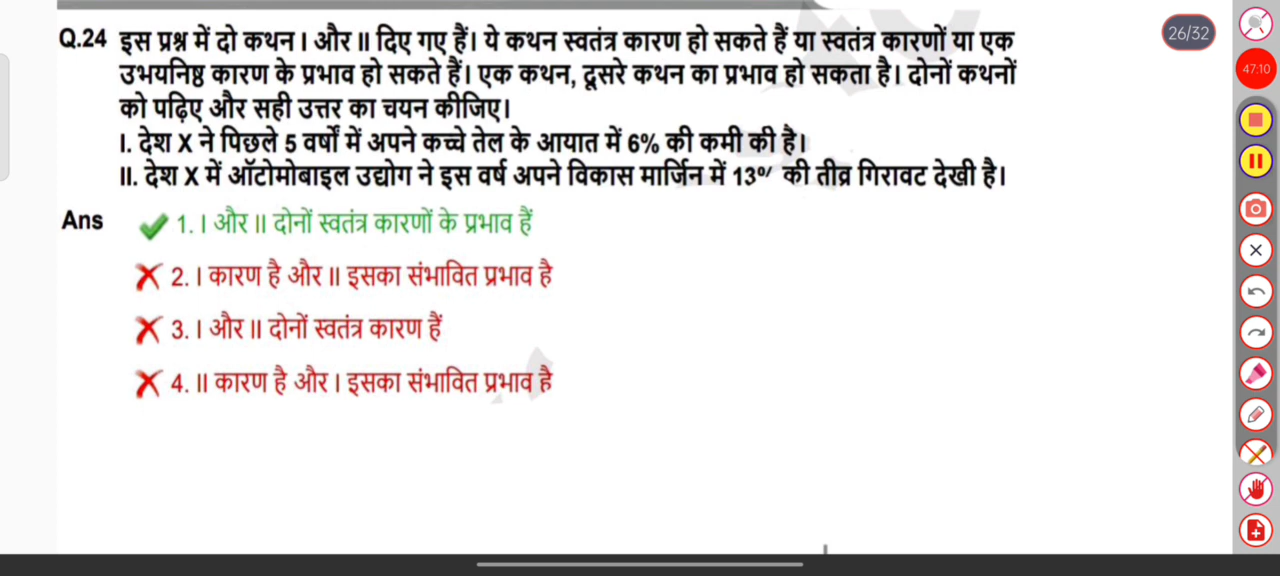 26/32
47:10
Q.24 इस प्रश्न में दो कथन I और II दिए गए हैं। ये कथन स्वतंत्र कारण हो सकते हैं या स्वतंत्र कारणों या एक
उभयनिष्ठ कारण के प्रभाव हो सकते हैं। एक कथन, दूसरे कथन का प्रभाव हो सकता है। दोनों कथनों
को पढ़िए और सही उत्तर का चयन कीजिए।
I. देश X ने पिछले 5 वर्षों में अपने कच्चे तेल के आयात में 6% की कमी की है।
II. देश X में ऑटोमोबाइल उद्योग ने इस वर्ष अपने विकास मार्जिन में 13% की तीव्र गिरावट देखी है।
Ans 1. I और II दोनों स्वतंत्र कारणों के प्रभाव हैं
2. I कारण है और II इसका संभावित प्रभाव है
3. I और II दोनों स्वतंत्र कारण हैं
4. II कारण है और I इसका संभावित प्रभाव है